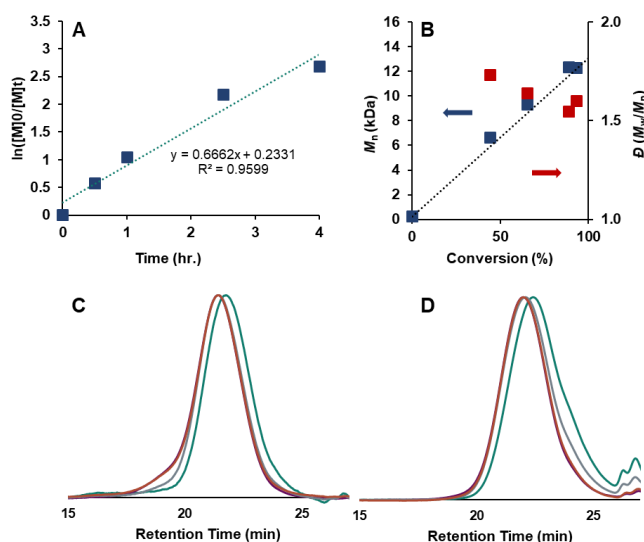 A
3.5
3
2.5
2
1.5
1
0.5
0
ln([M]0/[M]t)
y = 0.6662x + 0.2331
R² = 0.9599
0 1 2 3 4
Time (hr.)
B
16
14
12
10
8
6
4
2
0
Mn (kDa)
2.0
1.5
1.0
Đ (Mw/Mn)
0 50 100
Conversion (%)
C
15 20 25
Retention Time (min)
D
15 20 25
Retention Time (min)